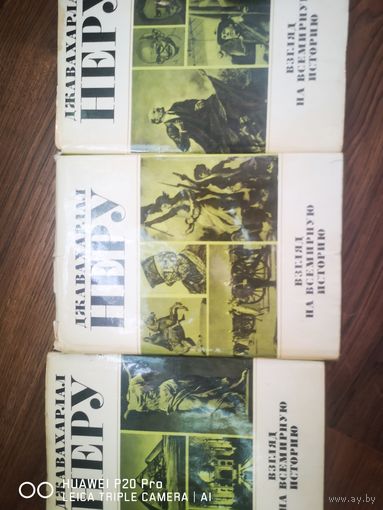 ДЖАВАХАРЛАЛ
НЕРУ
ВЗГЛЯД
НА ВСЕМИРНУЮ
ИСТОРИЮ
ДЖАВАХАРЛАЛ
НЕРУ
ВЗГЛЯД
НА ВСЕМИРНУЮ
ИСТОРИЮ
ДЖАВАХАРЛАЛ
НЕРУ
ВЗГЛЯД
НА ВСЕМИРНУЮ
ИСТОРИЮ
HUAWEI P20 Pro
LEICA TRIPLE CAMERA | AI
www.ay.by